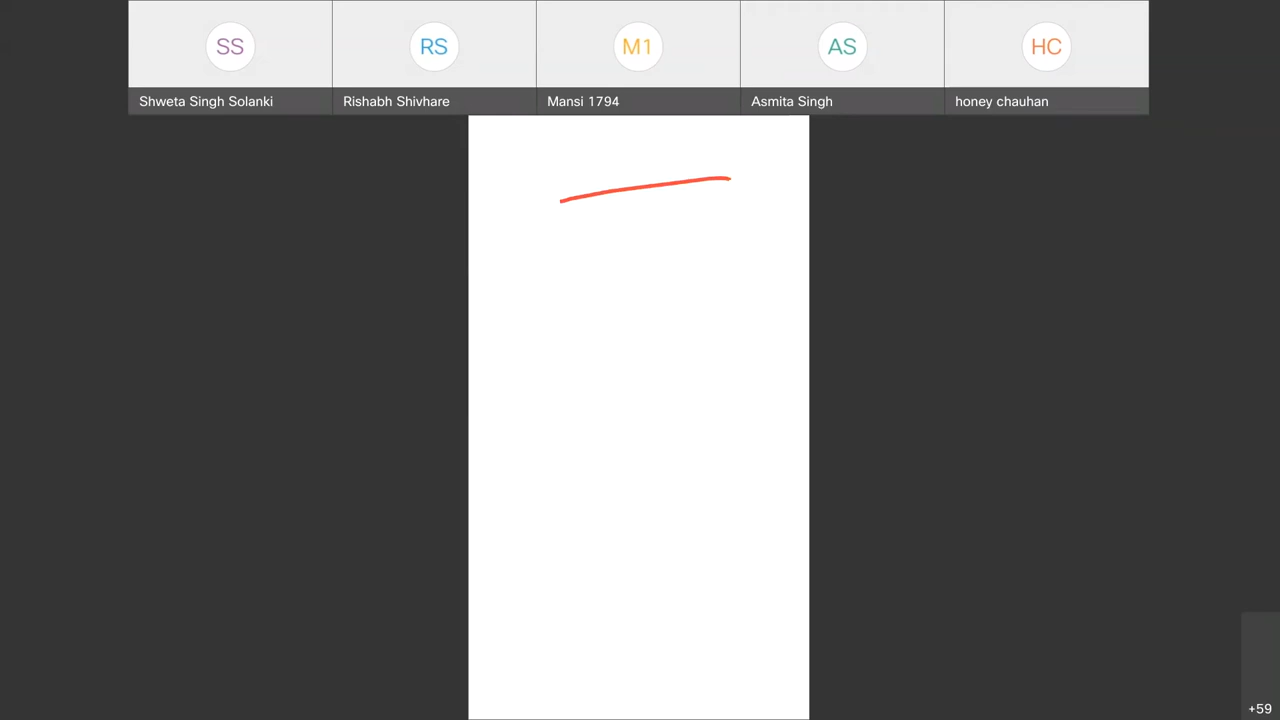 SS RS M1 AS HC
Shweta Singh Solanki Rishabh Shivhare Mansi 1794 Asmita Singh honey chauhan
+59